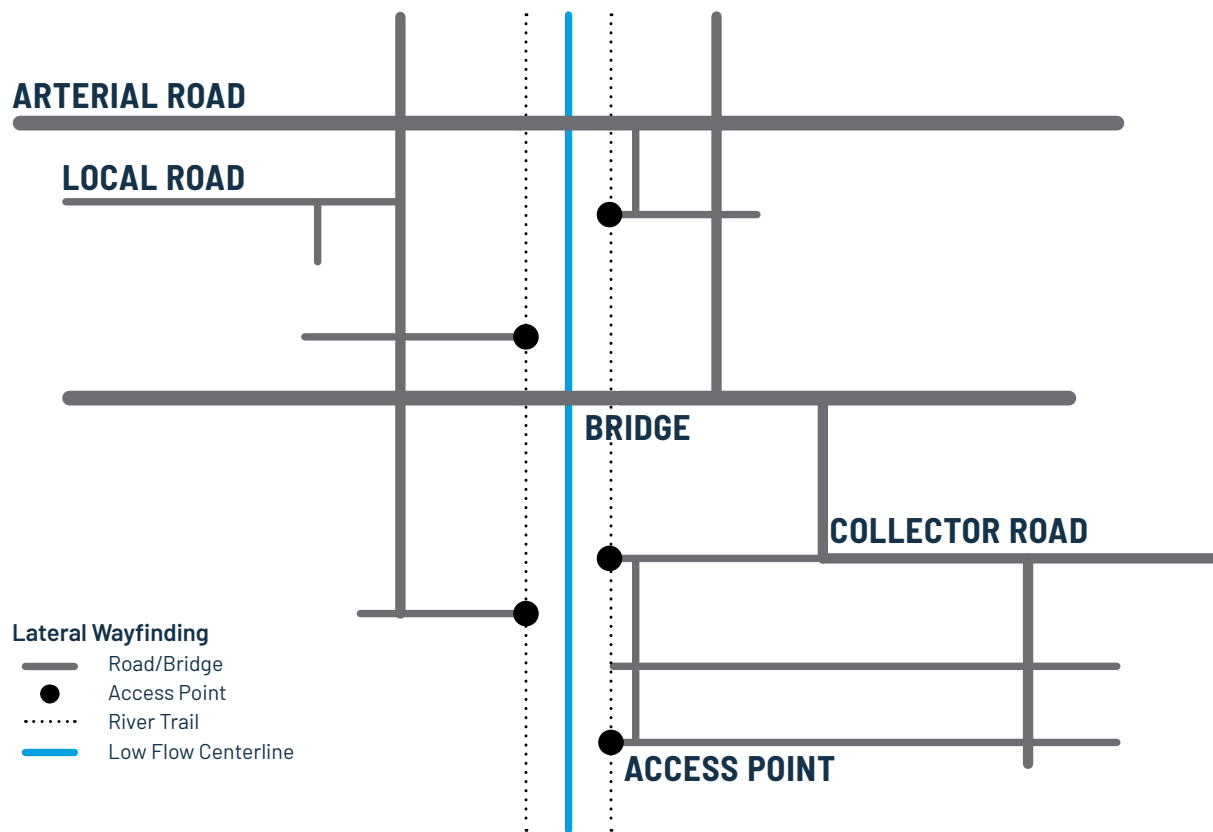 ARTERIAL ROAD
LOCAL ROAD
BRIDGE
COLLECTOR ROAD
Lateral Wayfinding
Road/Bridge
Access Point
River Trail
Low Flow Centerline
ACCESS POINT